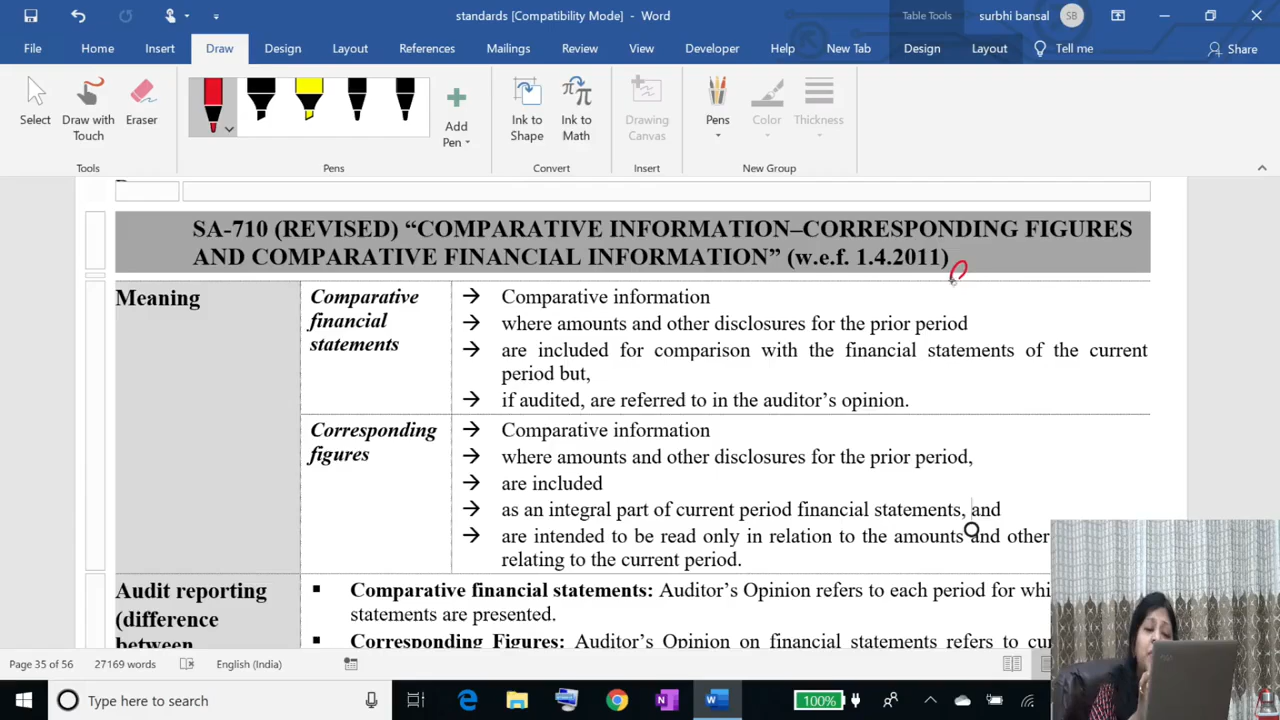 standards [Compatibility Mode] - Word
Table Tools
surbhi bansal
SB
File
Home
Insert
Draw
Design
Layout
References
Mailings
Review
View
Developer
Help
New Tab
Design
Layout
Tell me
Share
Select
Draw with
Touch
Eraser
Add
Pen
Ink to
Shape
Ink to
Math
Drawing
Canvas
Pens
Color
Thickness
Tools
Pens
Convert
Insert
New Group
SA-710 (REVISED) “COMPARATIVE INFORMATION–CORRESPONDING FIGURES
AND COMPARATIVE FINANCIAL INFORMATION” (w.e.f. 1.4.2011)
Meaning
Comparative
financial
statements
→ Comparative information
→ where amounts and other disclosures for the prior period
→ are included for comparison with the financial statements of the current
period but,
→ if audited, are referred to in the auditor’s opinion.
Corresponding
figures
→ Comparative information
→ where amounts and other disclosures for the prior period,
→ are included
→ as an integral part of current period financial statements, and
→ are intended to be read only in relation to the amounts and other
relating to the current period.
Audit reporting
(difference
between
▪ Comparative financial statements: Auditor’s Opinion refers to each period for whi
statements are presented.
▪ Corresponding Figures: Auditor’s Opinion on financial statements refers to cur
Page 35 of 56
27169 words
English (India)
Type here to search
100%